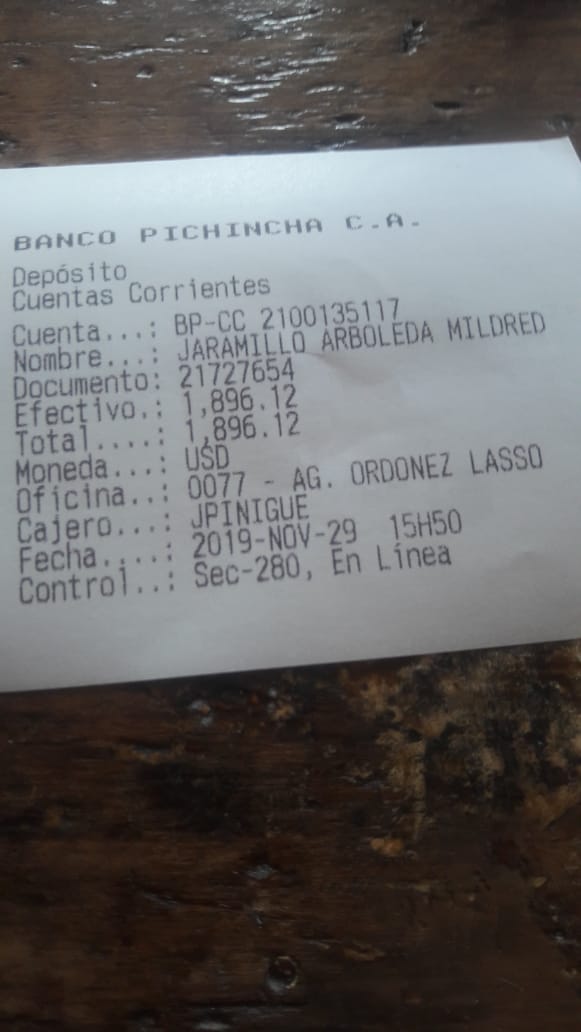 BANCO PICHINCHA C.A.
Depósito
Cuentas Corrientes
Cuenta...: BP-CC 2100135117
Nombre...: JARAMILLO ARBOLEDA MILDRED
Documento: 21727654
Efectivo.: 1,896.12
Total....: 1,896.12
Moneda...: USD
Oficina..: 0077 - AG. ORDONEZ LASSO
Cajero...: JPINIGUE
Fecha....: 2019-NOV-29 15H50
Control..: Sec-280, En Línea